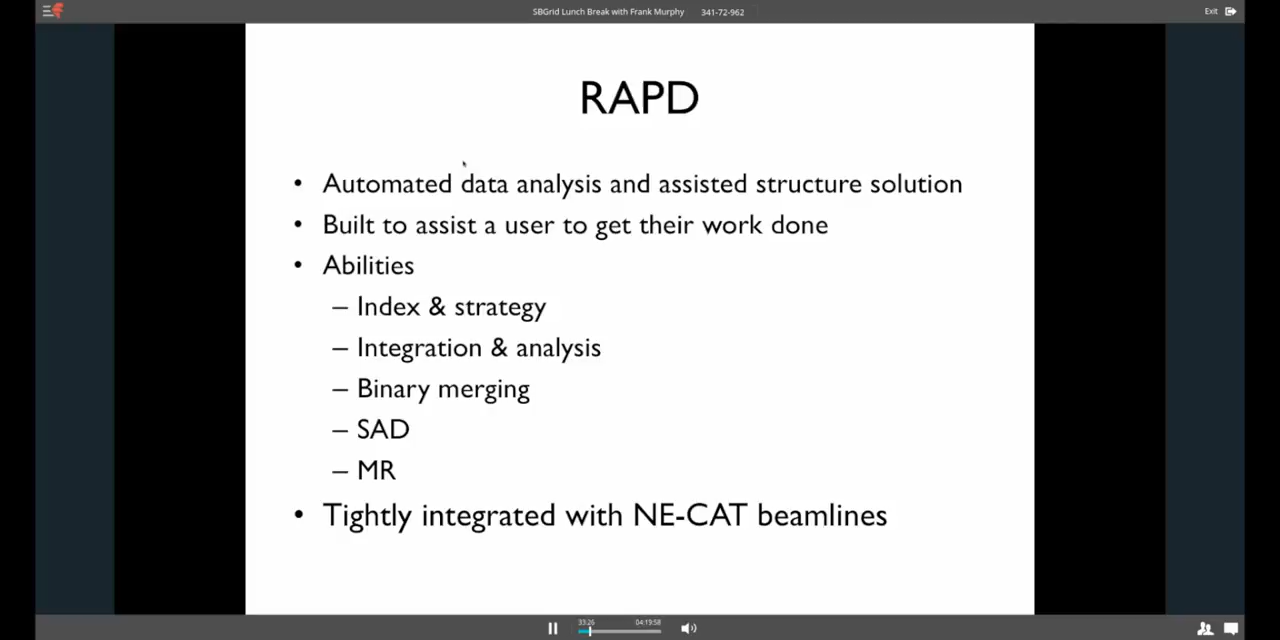 SBGrid Lunch Break with Frank Murphy 341-72-962 Exit
RAPD
• Automated data analysis and assisted structure solution
• Built to assist a user to get their work done
• Abilities
– Index & strategy
– Integration & analysis
– Binary merging
– SAD
– MR
• Tightly integrated with NE-CAT beamlines
33:26 04:19:58